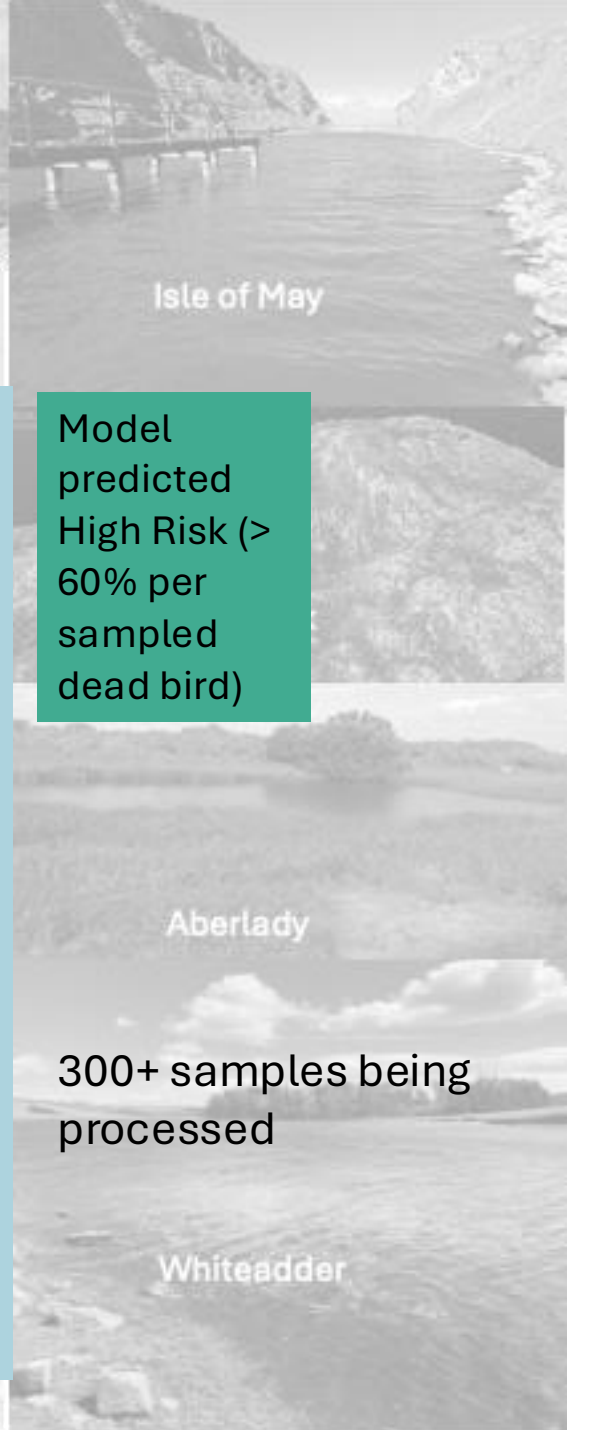 Isle of May
Model
predicted
High Risk (>
60% per
sampled
dead bird)
Aberlady
300+ samples being
processed
Whiteadder